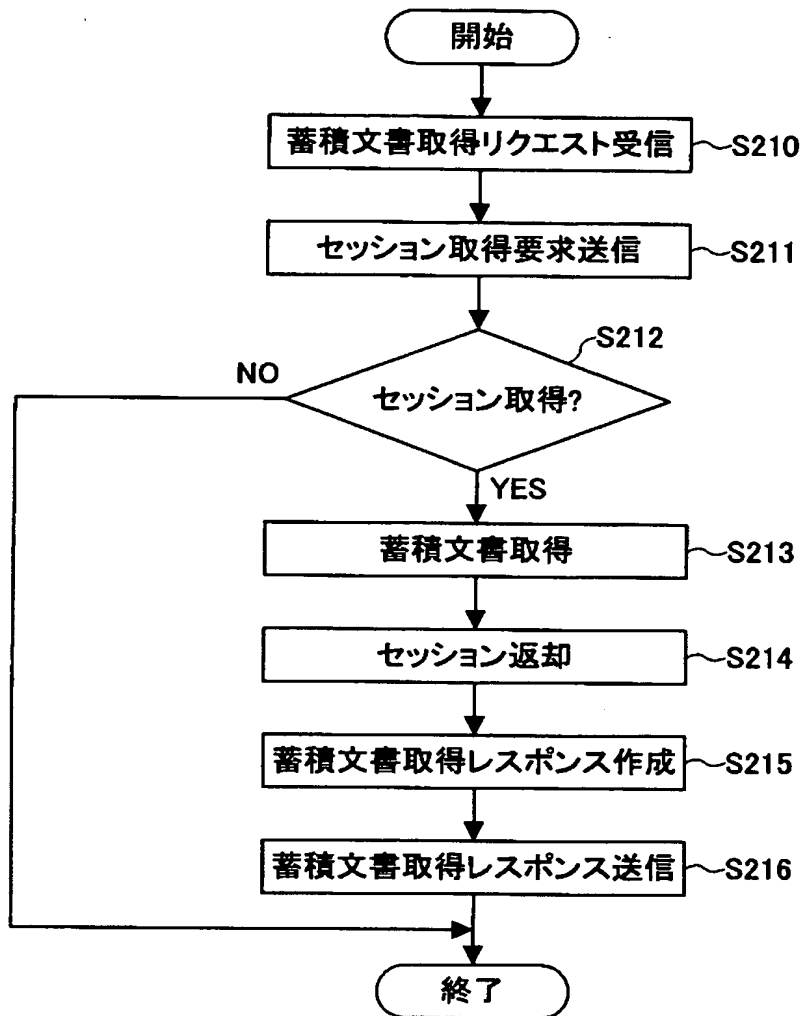 開始
蓄積文書取得リクエスト受信
S210
セッション取得要求送信
S211
S212
NO
セッション取得?
YES
蓄積文書取得
S213
セッション返却
S214
蓄積文書取得レスポンス作成
S215
蓄積文書取得レスポンス送信
S216
終了